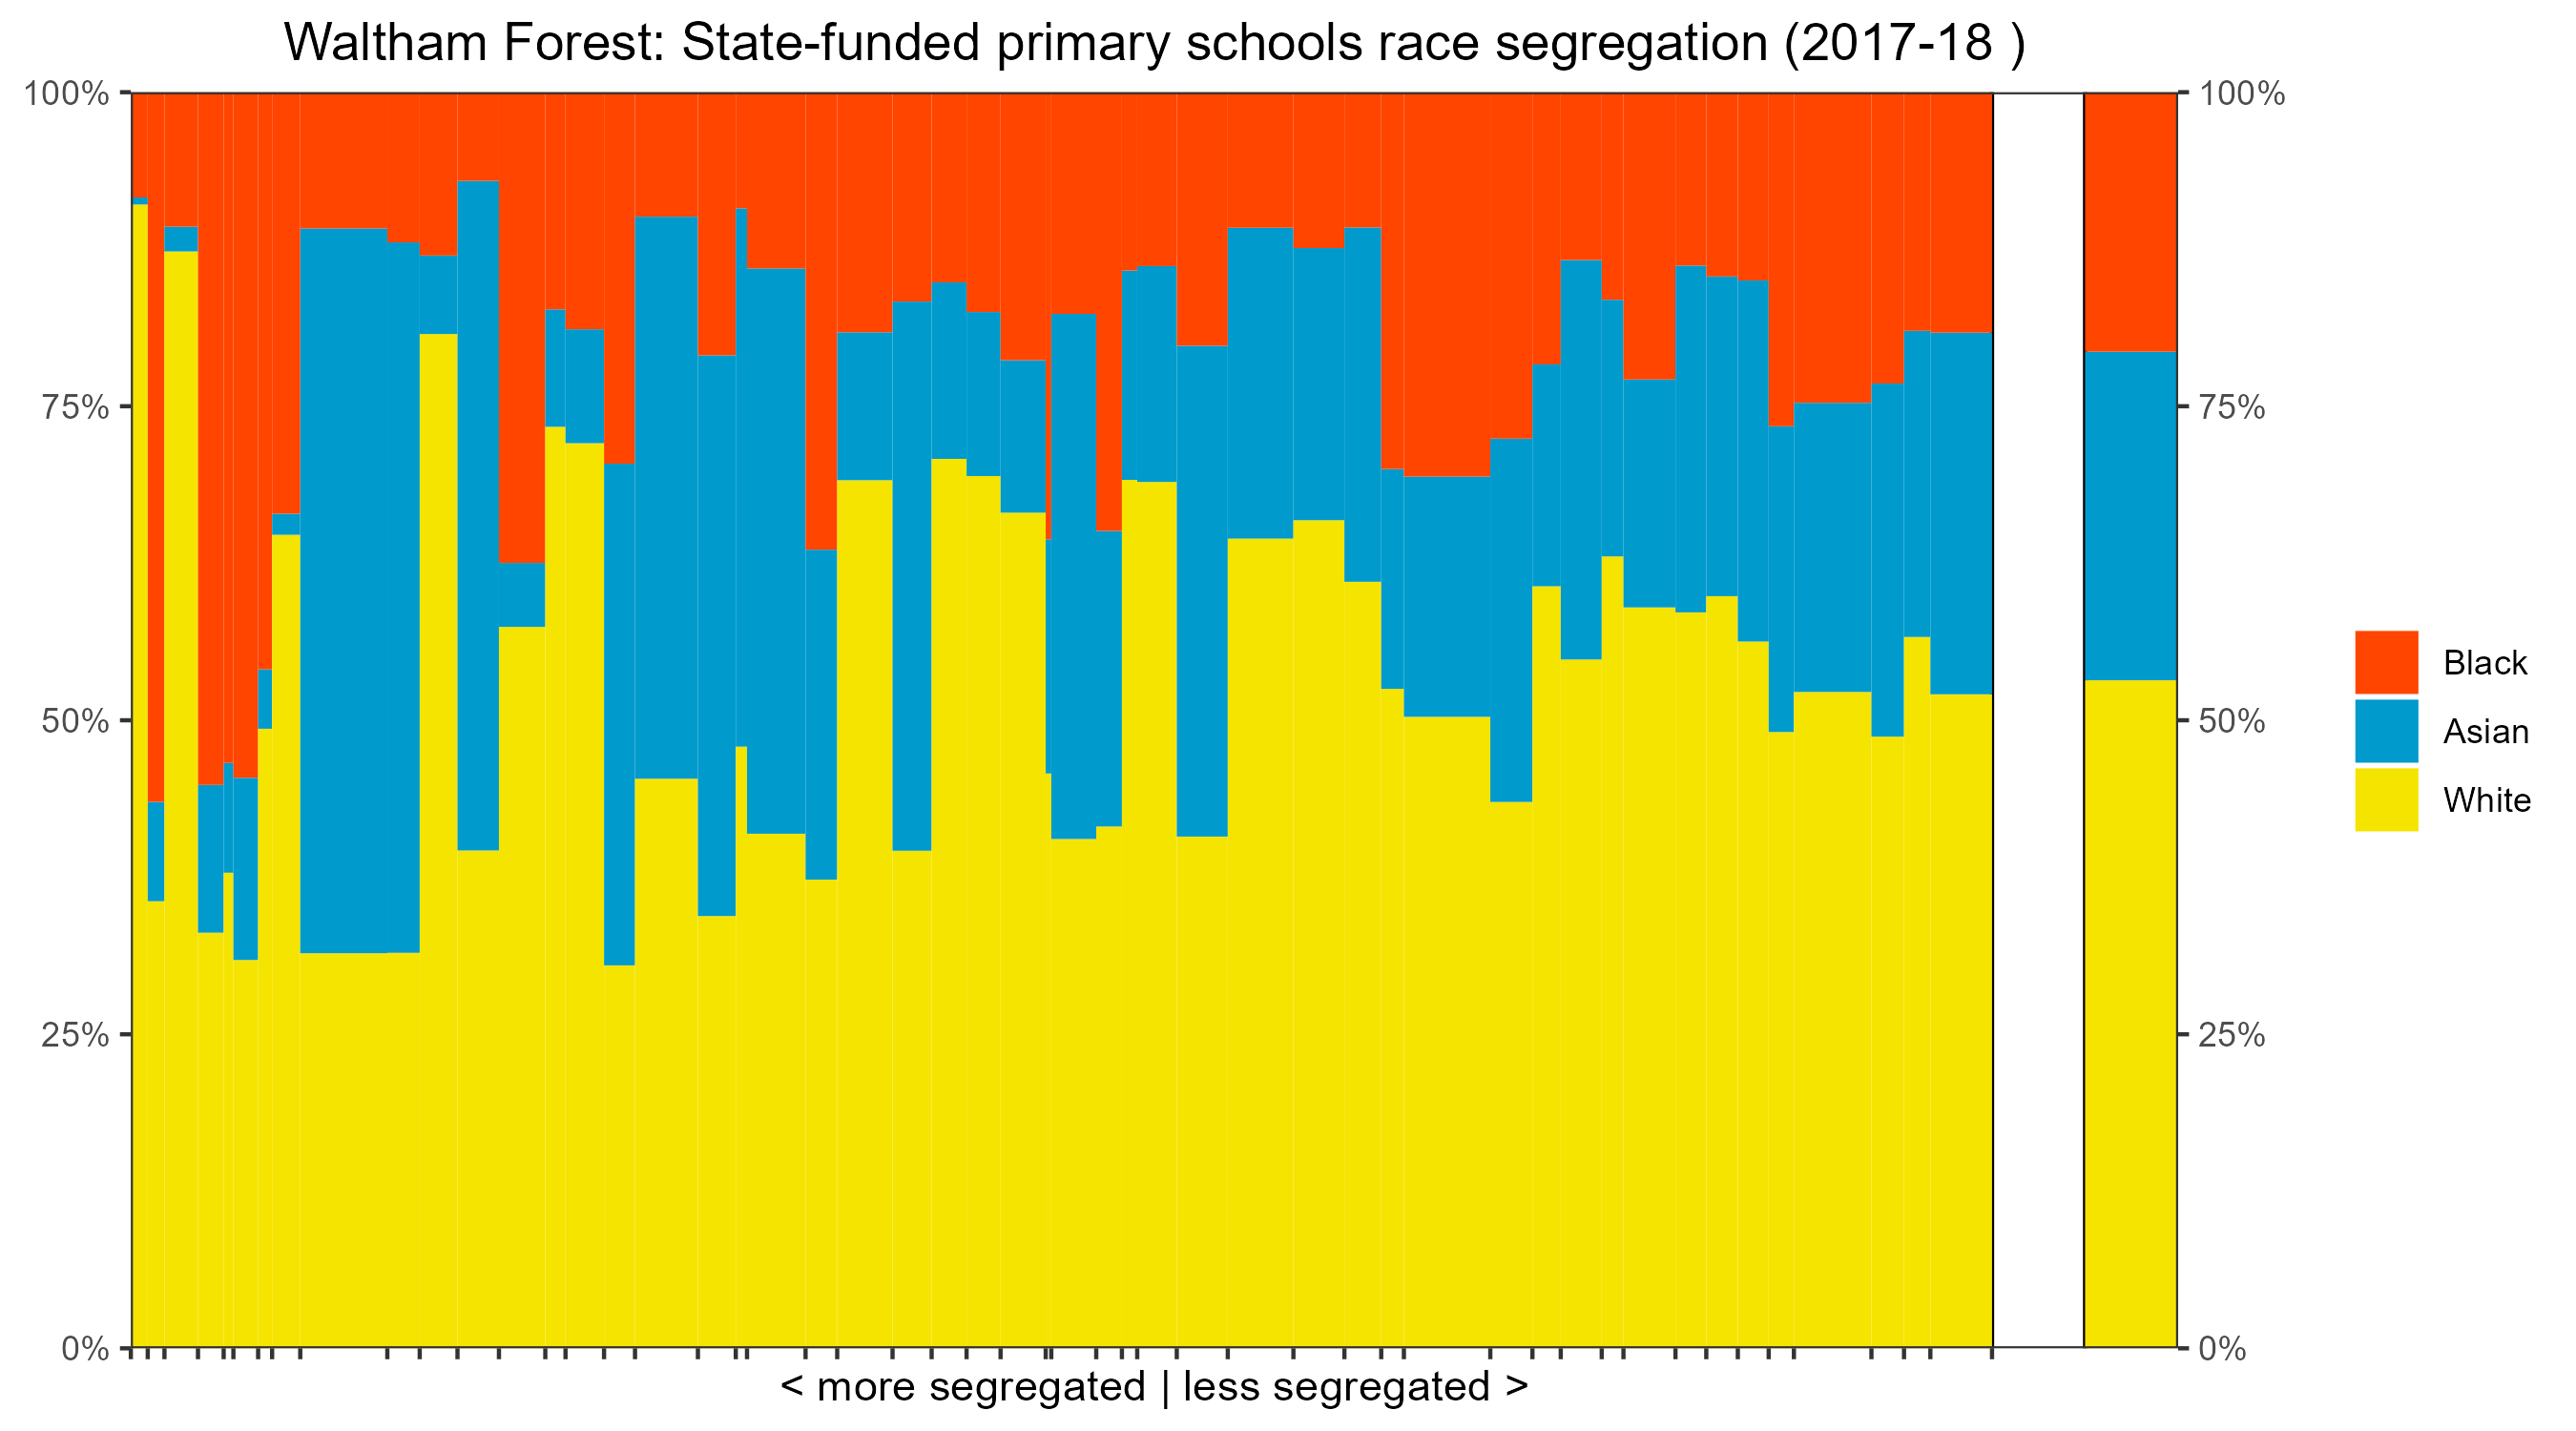 Waltham Forest: State-funded primary schools race segregation (2017-18 )
100%
75%
50%
25%
0%
100%
75%
50%
25%
0%
Black
Asian
White
< more segregated | less segregated >